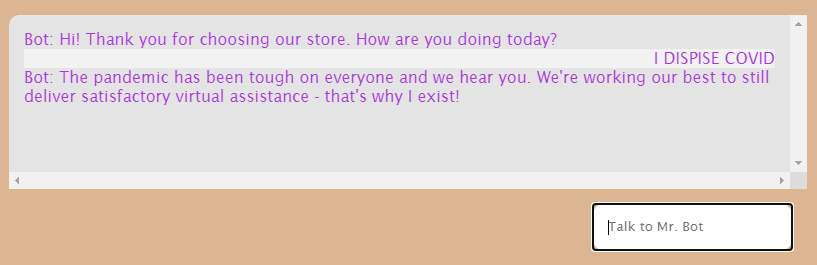 Bot: Hi! Thank you for choosing our store. How are you doing today?
I DISPISE COVID
Bot: The pandemic has been tough on everyone and we hear you. We're working our best to still
deliver satisfactory virtual assistance - that's why I exist!
Talk to Mr. Bot